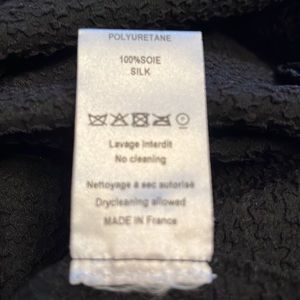 POLYURETANE
100%SOIE
SILK
Lavage interdit
No cleaning
Nettoyage à sec autorisé
Drycleaning allowed
MADE IN France